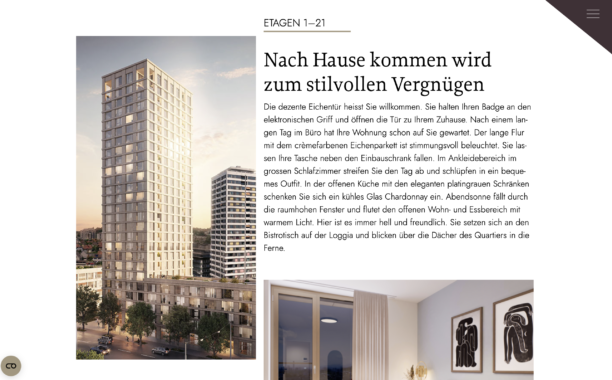 ETAGEN 1–21
Nach Hause kommen wird
zum stilvollen Vergnügen
Die dezente Eichentür heisst Sie willkommen. Sie halten Ihren Badge an den
elektronischen Griff und öffnen die Tür zu Ihrem Zuhause. Nach einem lan-
gen Tag im Büro hat Ihre Wohnung schon auf Sie gewartet. Der lange Flur
mit dem crèmefarbenen Eichenparkett ist stimmungsvoll beleuchtet. Sie las-
sen Ihre Tasche neben den Einbauschrank fallen. Im Ankleidebereich im
grossen Schlafzimmer streifen Sie den Tag ab und schlüpfen in ein beque-
mes Outfit. In der offenen Küche mit den eleganten platingrauen Schränken
schenken Sie sich ein kühles Glas Chardonnay ein. Abendsonne fällt durch
die raumhohen Fenster und flutet den offenen Wohn- und Essbereich mit
warmem Licht. Hier ist es immer hell und freundlich. Sie setzen sich an den
Bistrotisch auf der Loggia und blicken über die Dächer des Quartiers in die
Ferne.